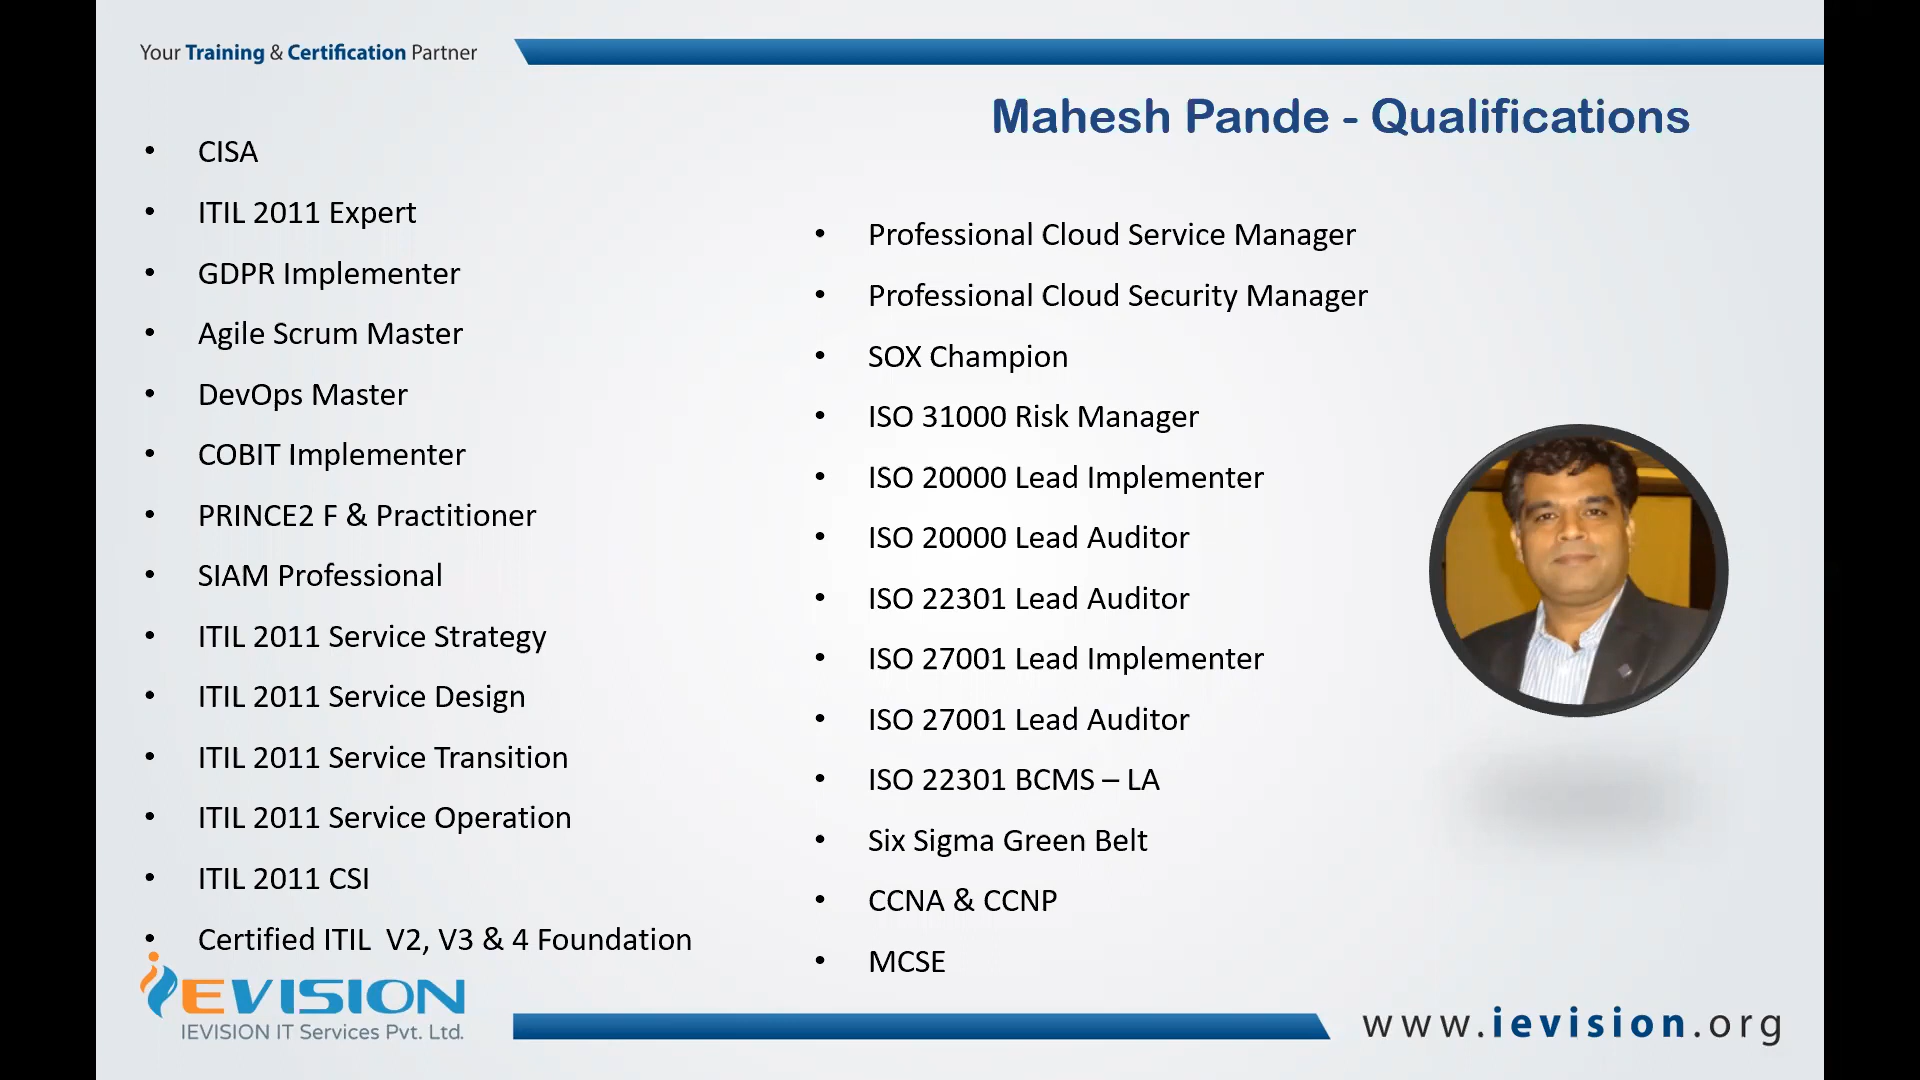 Your Training & Certification Partner
Mahesh Pande - Qualifications
• CISA
• ITIL 2011 Expert
• GDPR Implementer
• Agile Scrum Master
• DevOps Master
• COBIT Implementer
• PRINCE2 F & Practitioner
• SIAM Professional
• ITIL 2011 Service Strategy
• ITIL 2011 Service Design
• ITIL 2011 Service Transition
• ITIL 2011 Service Operation
• ITIL 2011 CSI
• Certified ITIL  V2, V3 & 4 Foundation
• Professional Cloud Service Manager
• Professional Cloud Security Manager
• SOX Champion
• ISO 31000 Risk Manager
• ISO 20000 Lead Implementer
• ISO 20000 Lead Auditor
• ISO 22301 Lead Auditor
• ISO 27001 Lead Implementer
• ISO 27001 Lead Auditor
• ISO 22301 BCMS – LA
• Six Sigma Green Belt
• CCNA & CCNP
• MCSE
iEVISION
IEVISION IT Services Pvt. Ltd.
www.ievision.org